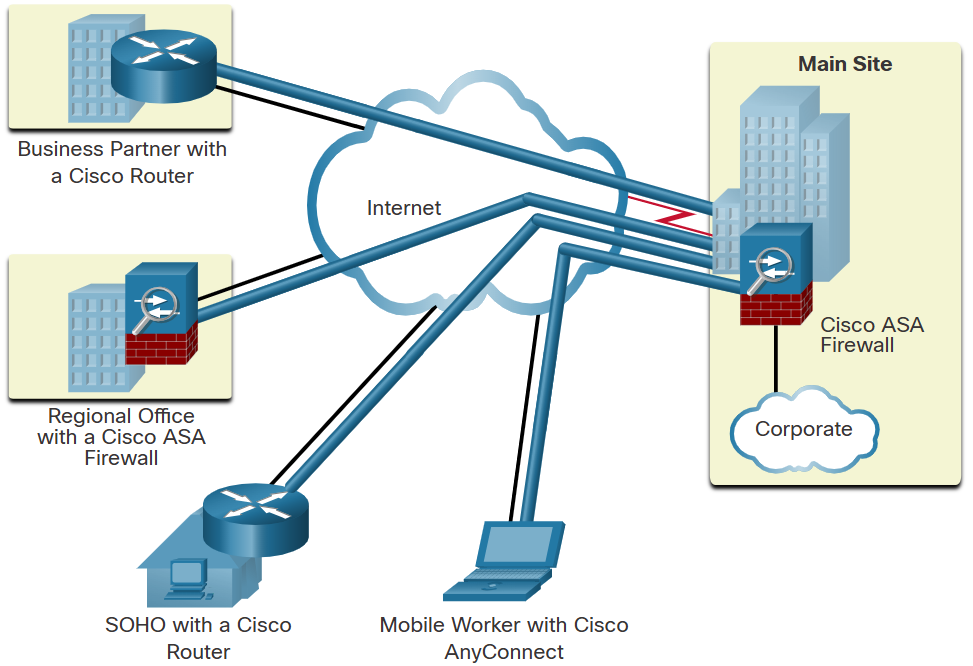 Main Site
Business Partner with
a Cisco Router
Internet
Regional Office
with a Cisco ASA
Firewall
Cisco ASA
Firewall
Corporate
SOHO with a Cisco
Router
Mobile Worker with Cisco
AnyConnect